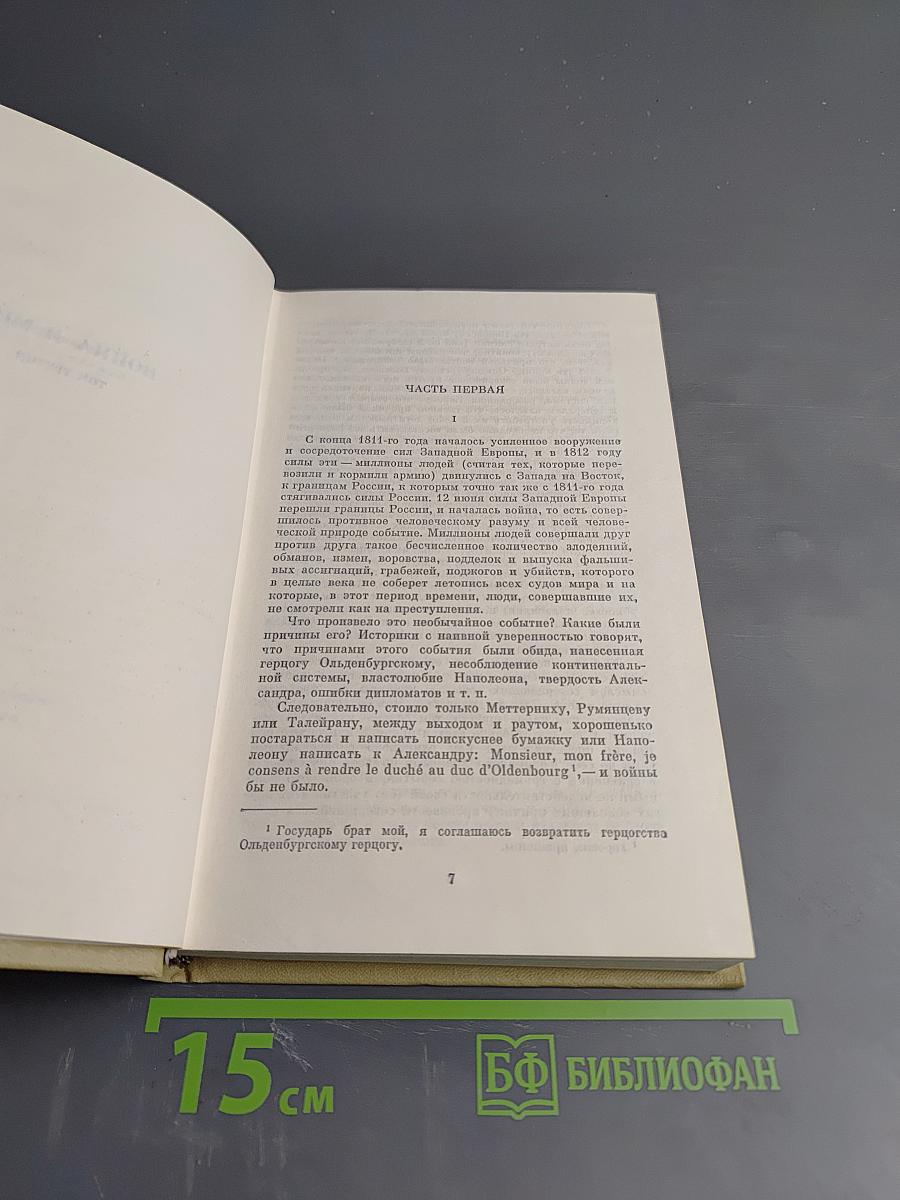 ЧАСТЬ ПЕРВАЯ
I
С конца 1811-го года началось усиленное вооружение
и сосредоточение сил Западной Европы, и в 1812 году
силы эти — миллионы людей (считая тех, которые пере-
возили и кормили армию) двинулись с Запада на Восток,
к границам России, к которым точно так же с 1811-го года
стягивались силы России. 12 июня силы Западной Европы
перешли границы России, и началась война, то есть совер-
шилось противное человеческому разуму и всей челове-
ческой природе событие. Миллионы людей совершали друг
против друга такое бесчисленное количество злодеяний,
обманов, измен, воровства, подделок и выпуска фальши-
вых ассигнаций, грабежей, поджогов и убийств, которого
в целые века не соберет летопись всех судов мира и на
которые, в этот период времени, люди, совершавшие их,
не смотрели как на преступления.
Что произвело это необычайное событие? Какие были
причины его? Историки с наивной уверенностью говорят,
что причинами этого события были обида, нанесенная
герцогу Ольденбургскому, несоблюдение континенталь-
ной системы, властолюбие Наполеона, твердость Алек-
сандра, ошибки дипломатов и т. п.
Следовательно, стоило только Меттерниху, Румянцеву
или Талейрану, между выходом и раутом, хорошенько
постараться и написать поискуснее бумажку или Напо-
леону написать к Александру: Monsieur, mon frère, je
consens à rendre le duché au duc d'Oldenbourg¹,— и войны
бы не было.
¹ Государь брат мой, я соглашаюсь возвратить герцогство
Ольденбургскому герцогу.
7
15 см
БФ БИБЛИОФАН